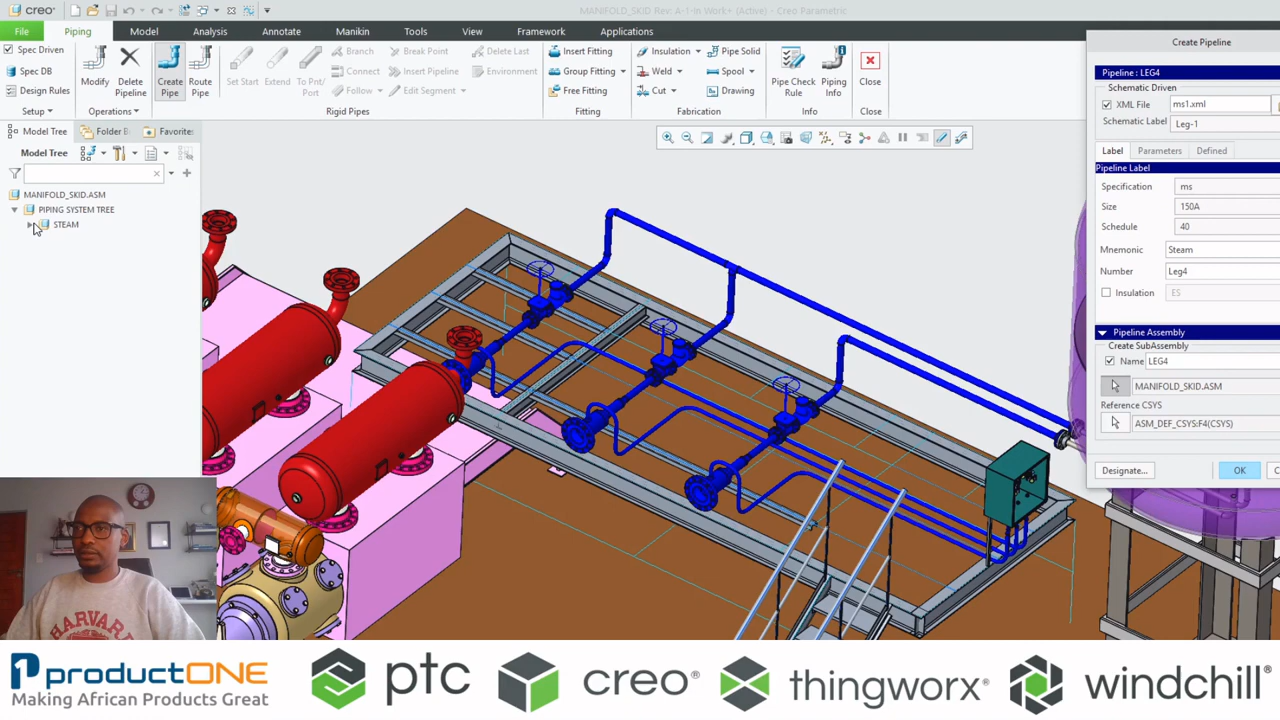 creo MANIFOLD_SKID Rev: A-1-In Work+ (Active) - Creo Parametric
File Piping Model Analysis Annotate Manikin Tools View Framework Applications
Spec Driven
Spec DB
Design Rules
Setup
Modify
Delete Pipeline
Operations
Create Pipe
Route Pipe
Set Start
Extend
To Pnt/Port
Branch
Connect
Follow
Break Point
Insert Pipeline
Edit Segment
Delete Last
Environment
Rigid Pipes
Insert Fitting
Group Fitting
Free Fitting
Fitting
Insulation
Weld
Cut
Pipe Solid
Spool
Drawing
Fabrication
Pipe Check Rule
Piping Info
Info
Close
Close
Model Tree Folder B Favorite
Model Tree
MANIFOLD_SKID.ASM
PIPING SYSTEM TREE
STEAM
Create Pipeline
Pipeline : LEG4
Schematic Driven
XML File ms1.xml
Schematic Label Leg-1
Label Parameters Defined
Pipeline Label
Specification ms
Size 150A
Schedule 40
Mnemonic Steam
Number Leg4
Insulation ES
Pipeline Assembly
Create SubAssembly
Name LEG4
MANIFOLD_SKID.ASM
Reference CSYS
ASM_DEF_CSYS:F4(CSYS)
Designate... OK C
HARVARD
productONE
Making African Products Great
ptc
creo®
thingworx®
windchill®